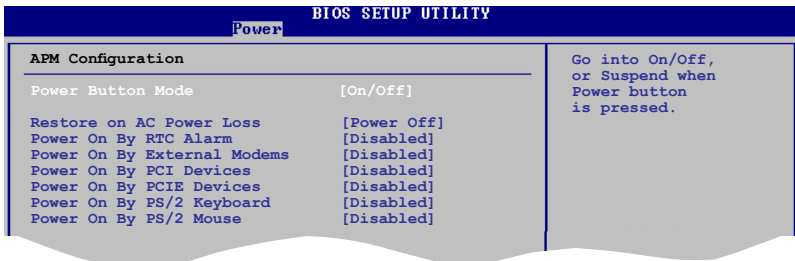 BIOS SETUP UTILITY
Power
APM Configuration
Power Button Mode [On/Off]
Restore on AC Power Loss [Power Off]
Power On By RTC Alarm [Disabled]
Power On By External Modems [Disabled]
Power On By PCI Devices [Disabled]
Power On By PCIE Devices [Disabled]
Power On By PS/2 Keyboard [Disabled]
Power On By PS/2 Mouse [Disabled]
Go into On/Off,
or Suspend when
Power button
is pressed.